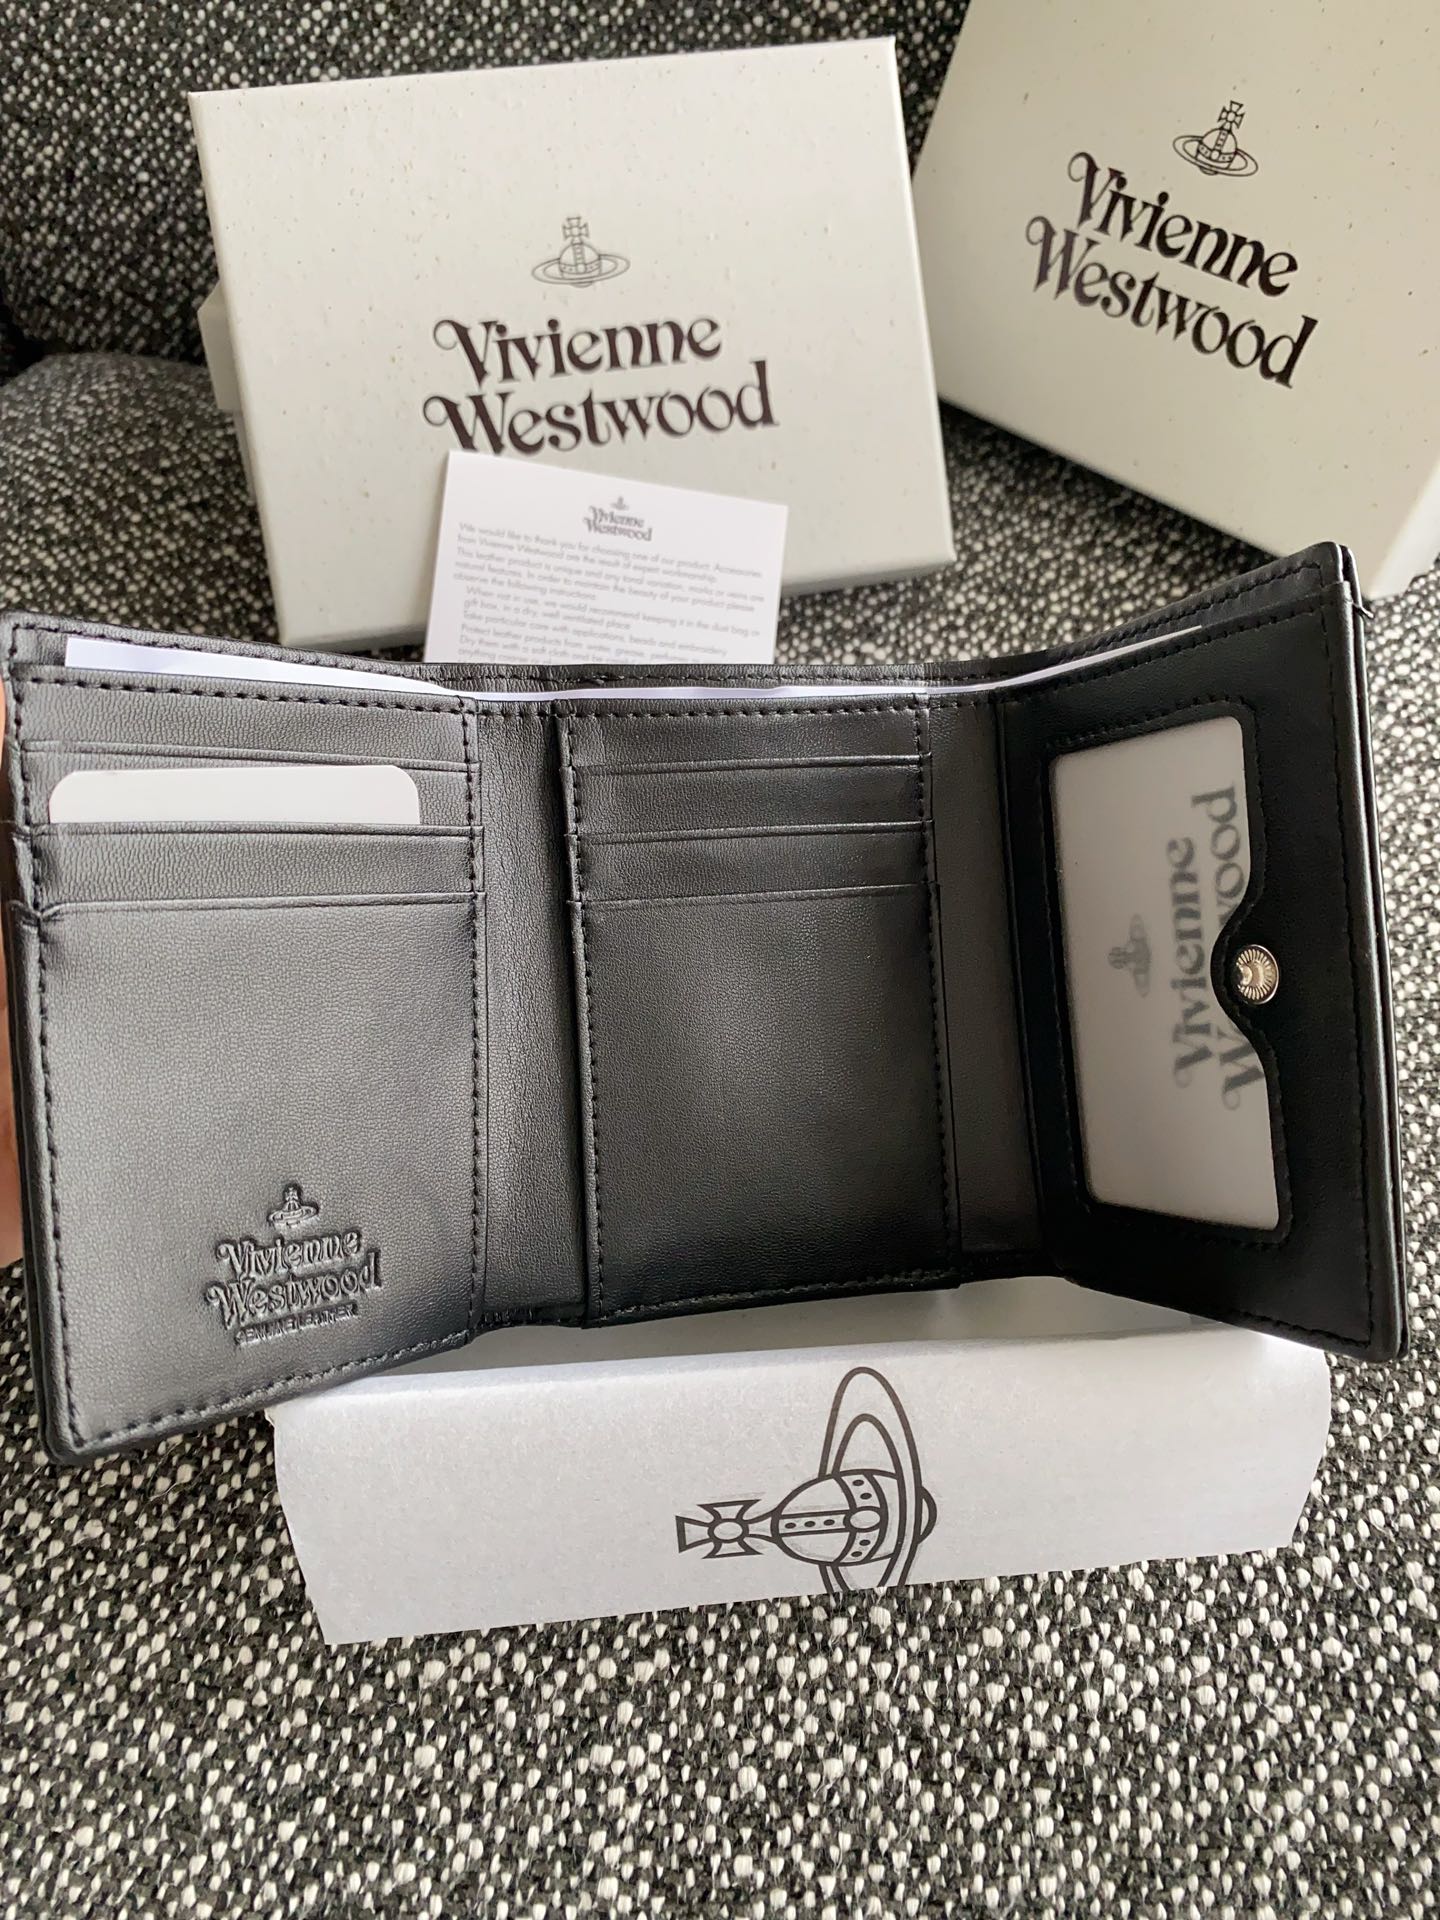 Vivienne
Westwood
Vivienne
Westwood
Vivienne
Westwood
We would like to thank you for choosing one of our product. Accessories
from Vivienne Westwood are the result of expert workmanship.
This leather product is unique and any tonal variation, marks or veins are
natural features. In order to maintain the beauty of your product please
observe the following instructions:
When not in use, we would recommend keeping it in the dust bag or
gift box, in a dry, well ventilated place
Take particular care with applications, beads and embroidery
Protect leather products from water, grease,
Dry them with a soft cloth
Vivienne
Vivienne
Westwood
GENUINE LEATHER